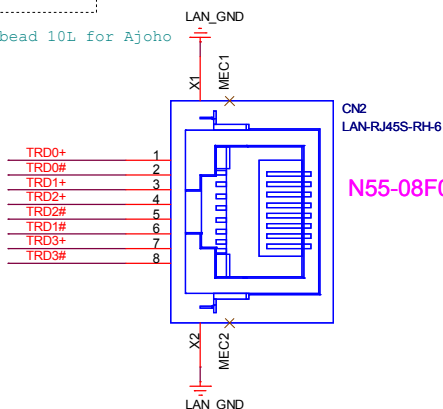 LAN_GND
bead 10L for Ajoho
X1
MEC1
CN2
LAN-RJ45S-RH-6
TRD0+ 1
TRD0# 2
TRD1+ 3
TRD2+ 4
TRD2# 5
TRD1# 6
TRD3+ 7
TRD3# 8
N55-08F0
X2
MEC2
LAN_GND